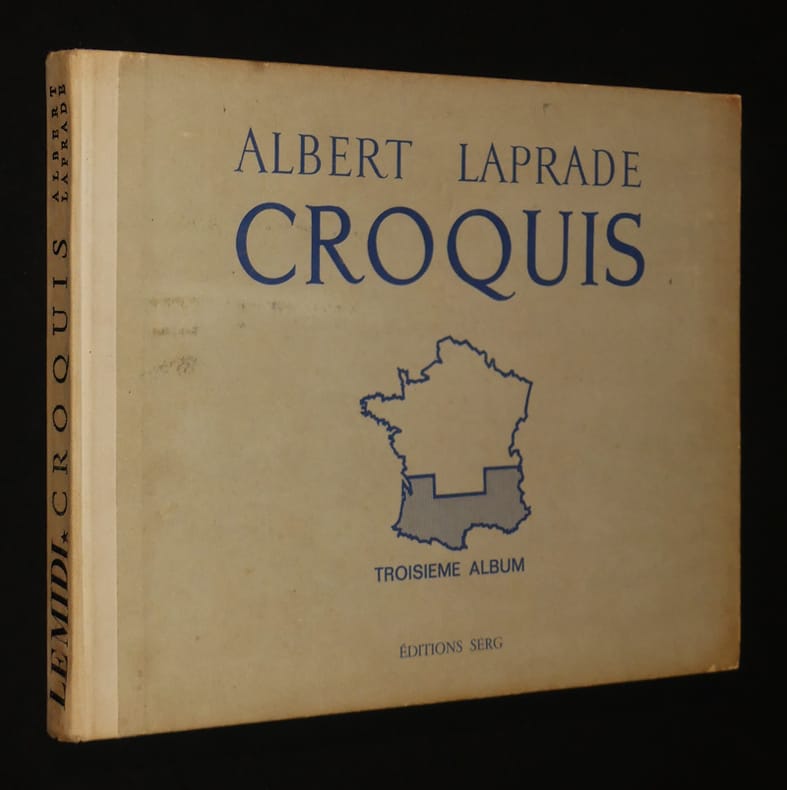 ALBERT LAPRADE
CROQUIS
TROISIEME ALBUM
ÉDITIONS SERG
LE MIDI ★ CROQUIS
ALBERT
LAPRADE